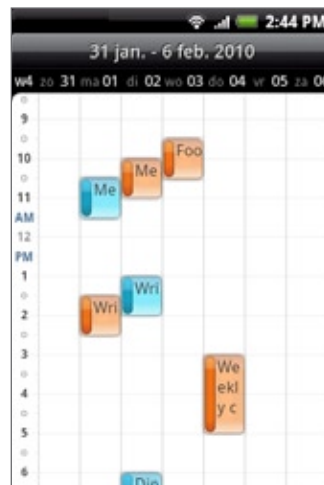 2:44 PM
31 jan. - 6 feb. 2010
w4 zo 31 ma 01 di 02 wo 03 do 04 vr 05 za 0
9
10
Foo
Me
Me
11
AM
12
PM
1
Wri
Wri
2
3
We
ekl
y c
4
5
6
Die